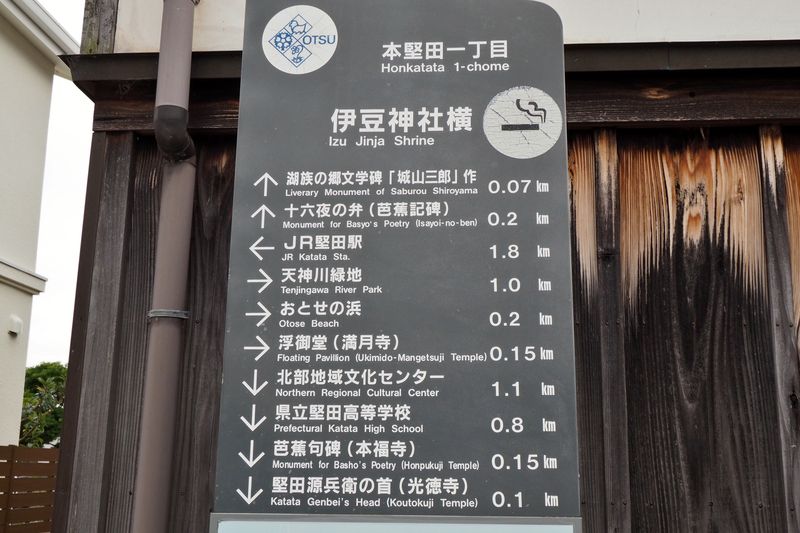 OTSU
本堅田一丁目
Honkatata 1-chome
伊豆神社横
Izu Jinja Shrine
↑ 湖族の郷文学碑「城山三郎」作 0.07 km
Liverary Monument of Saburou Shiroyama
↑ 十六夜の弁(芭蕉記碑) 0.2 km
Monument for Basyo's Poetry (Isayoi-no-ben)
← JR堅田駅 1.8 km
JR Katata Sta.
→ 天神川緑地 1.0 km
Tenjingawa River Park
→ おとせの浜 0.2 km
Otose Beach
→ 浮御堂(満月寺) 0.15 km
Floating Pavillion (Ukimido-Mangetsuji Temple)
↓ 北部地域文化センター 1.1 km
Northern Regional Cultural Center
↓ 県立堅田高等学校 0.8 km
Prefectural Katata High School
↓ 芭蕉句碑(本福寺) 0.15 km
Monument for Basho's Poetry (Honpukuji Temple)
↓ 堅田源兵衛の首(光徳寺) 0.1 km
Katata Genbei's Head (Koutokuji Temple)